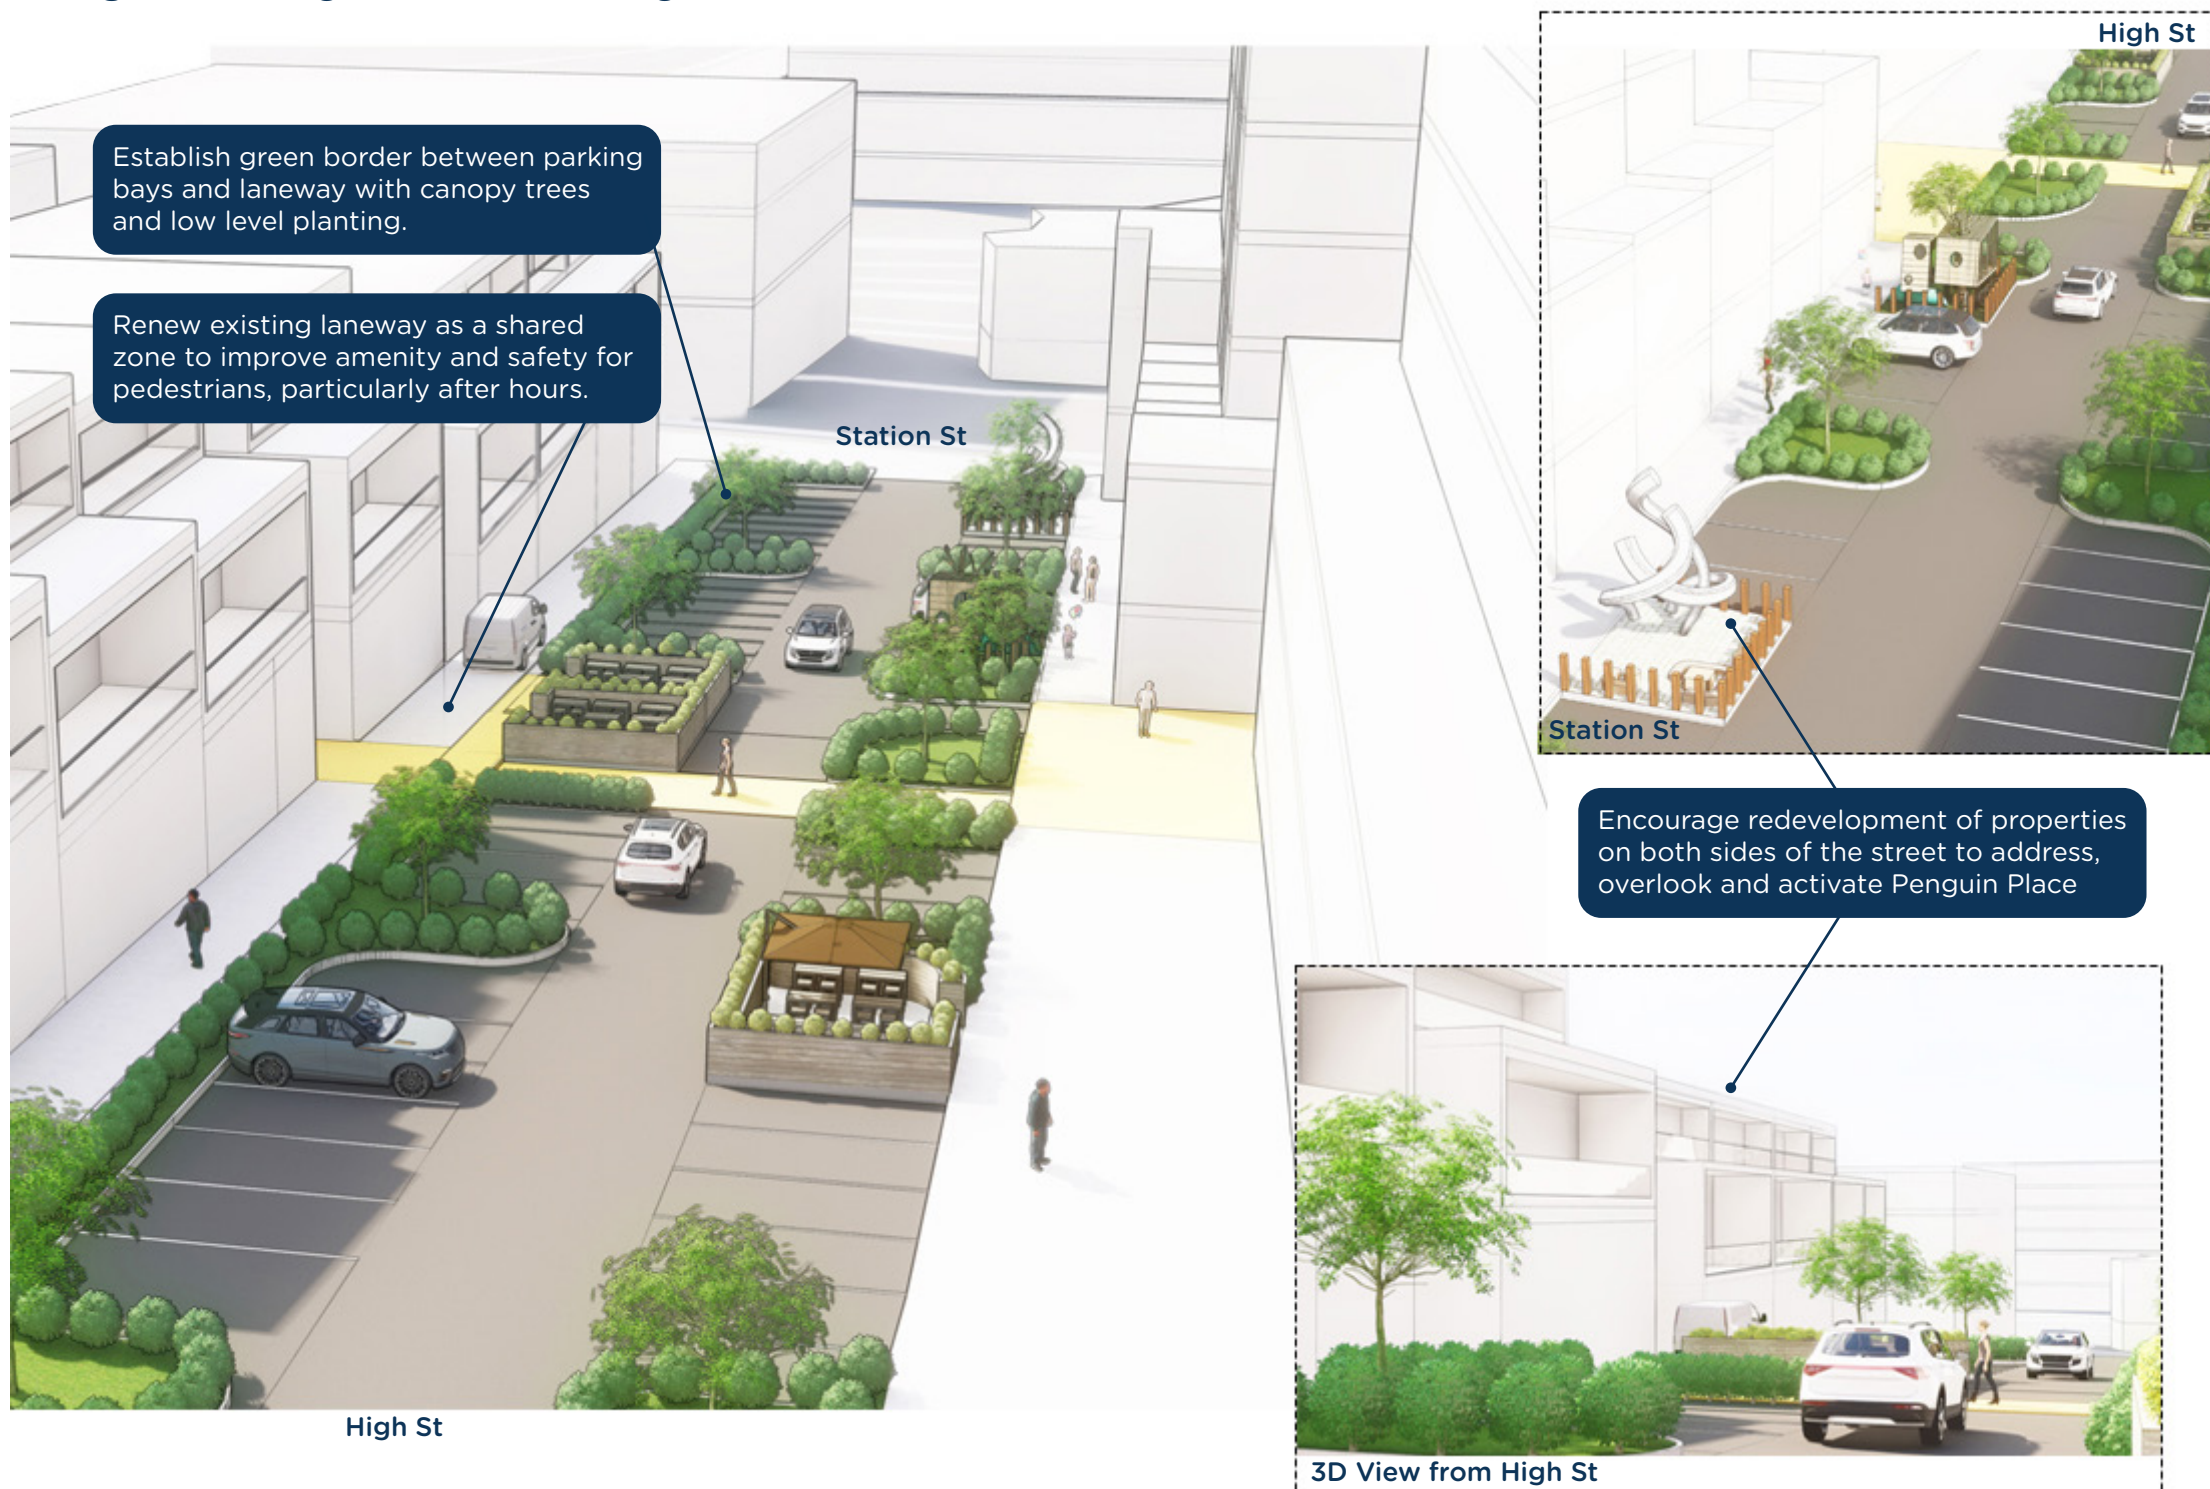 Establish green border between parking
bays and laneway with canopy trees
and low level planting.
Renew existing laneway as a shared
zone to improve amenity and safety for
pedestrians, particularly after hours.
Station St
High St
High St
Station St
Encourage redevelopment of properties
on both sides of the street to address,
overlook and activate Penguin Place
3D View from High St